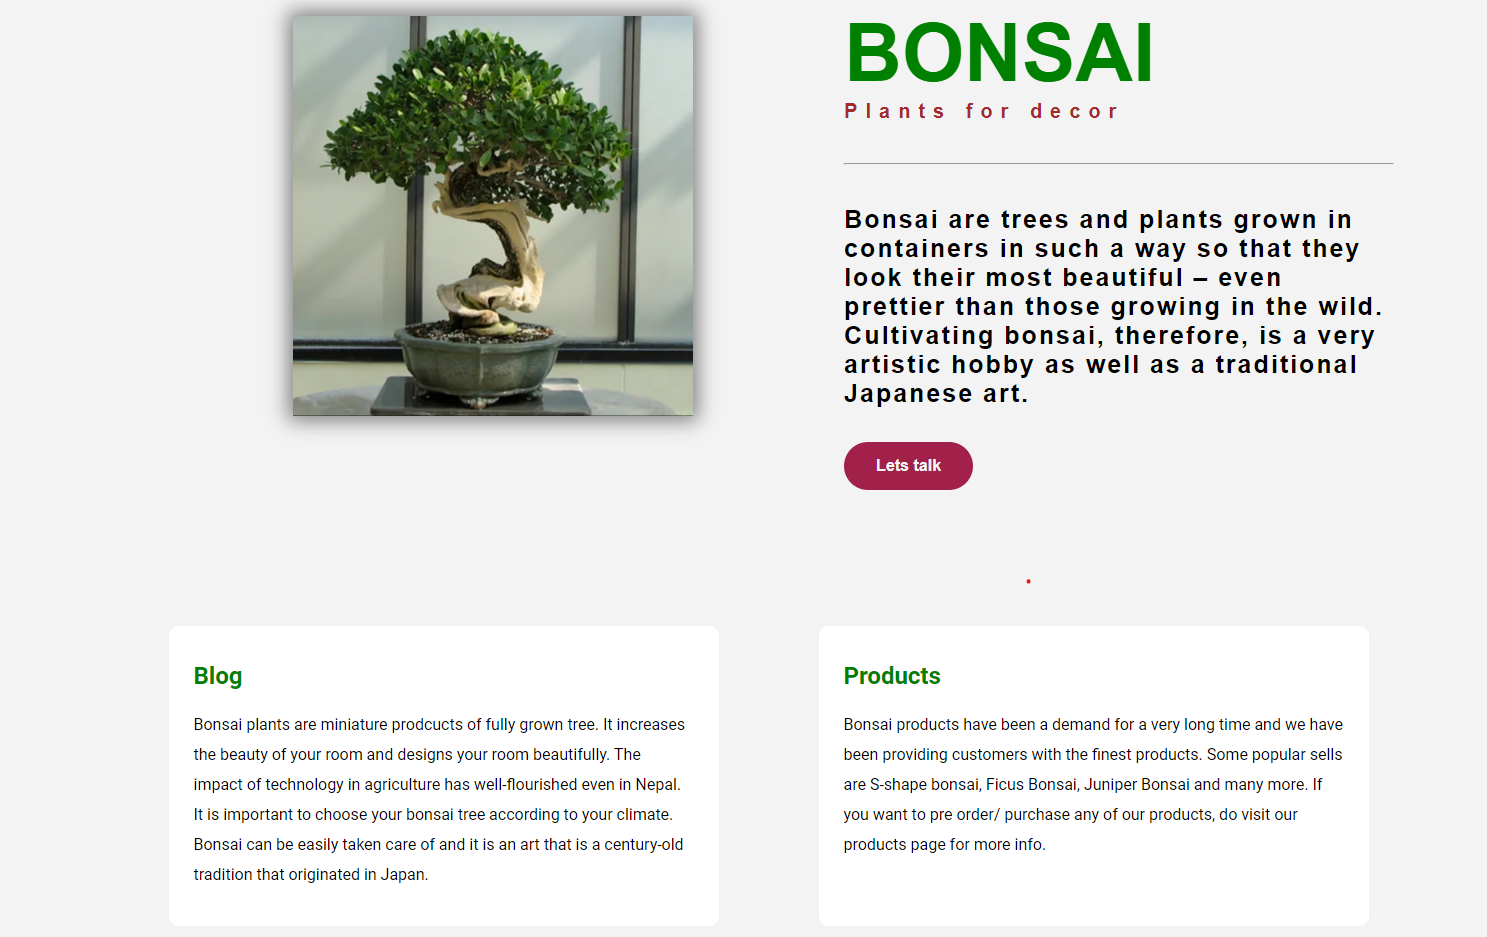 BONSAI
Plants for decor
Bonsai are trees and plants grown in
containers in such a way so that they
look their most beautiful – even
prettier than those growing in the wild.
Cultivating bonsai, therefore, is a very
artistic hobby as well as a traditional
Japanese art.
Lets talk
Blog
Bonsai plants are miniature prodcucts of fully grown tree. It increases
the beauty of your room and designs your room beautifully. The
impact of technology in agriculture has well-flourished even in Nepal.
It is important to choose your bonsai tree according to your climate.
Bonsai can be easily taken care of and it is an art that is a century-old
tradition that originated in Japan.
Products
Bonsai products have been a demand for a very long time and we have
been providing customers with the finest products. Some popular sells
are S-shape bonsai, Ficus Bonsai, Juniper Bonsai and many more. If
you want to pre order/ purchase any of our products, do visit our
products page for more info.